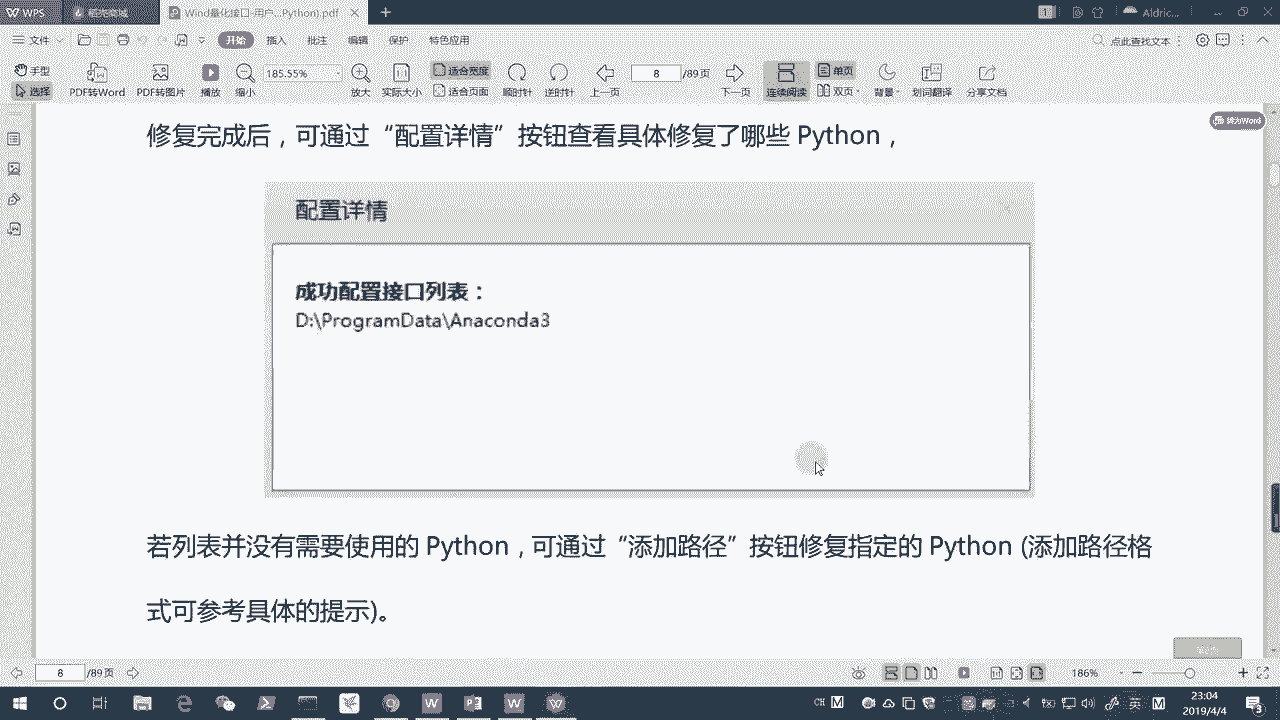 WPS
稻壳商城
Wind量化接口-用户...Python).pdf
1
Aldric...
文件
开始
插入
批注
编辑
保护
特色应用
点此查找文本
手型
选择
PDF转Word
PDF转图片
播放
缩小
185.55%
放大
1:1
实际大小
适合宽度
适合页面
顺时针
逆时针
上一页
8
/89页
下一页
连续阅读
单页
双页
背景
划词翻译
分享文档
转为Word
修复完成后，可通过“配置详情”按钮查看具体修复了哪些 Python，
配置详情
成功配置接口列表：
D:\ProgramData\Anaconda3
若列表并没有需要使用的 Python，可通过“添加路径”按钮修复指定的 Python (添加路径格
式可参考具体的提示)。
8
/89页
186%
CH
M
英
M
23:04
2019/4/4
3